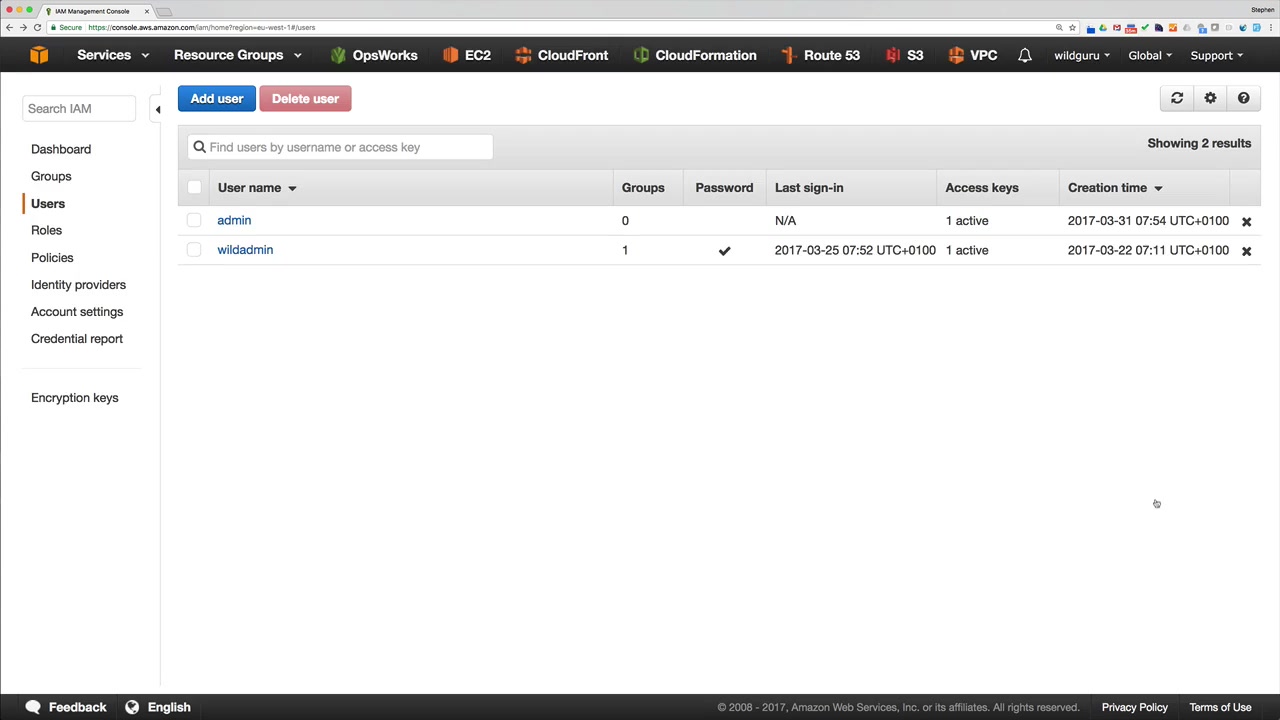 IAM Management Console
Stephen
Secure https://console.aws.amazon.com/iam/home?region=eu-west-1#/users
Services Resource Groups OpsWorks EC2 CloudFront CloudFormation Route 53 S3 VPC wildguru Global Support
Search IAM
Add user Delete user
Dashboard
Groups
Users
Roles
Policies
Identity providers
Account settings
Credential report
Encryption keys
Find users by username or access key
Showing 2 results
User name Groups Password Last sign-in Access keys Creation time
admin 0 N/A 1 active 2017-03-31 07:54 UTC+0100
wildadmin 1 2017-03-25 07:52 UTC+0100 1 active 2017-03-22 07:11 UTC+0100
Feedback English © 2008 - 2017, Amazon Web Services, Inc. or its affiliates. All rights reserved. Privacy Policy Terms of Use